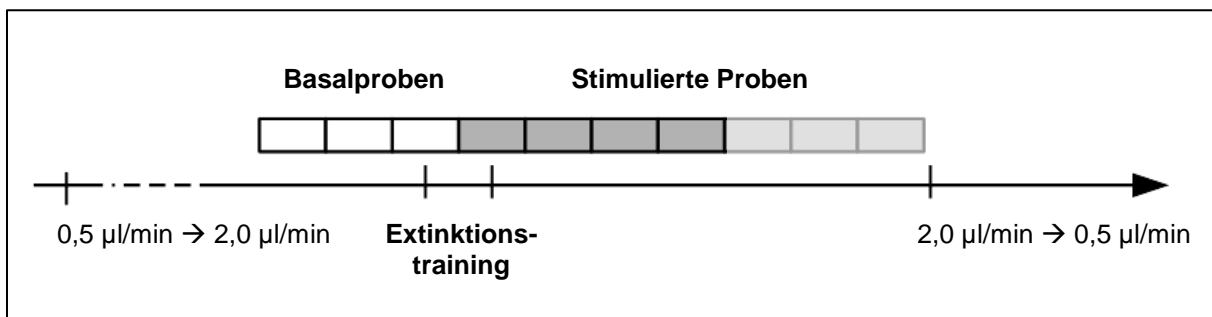 Basalproben Stimulierte Proben
0,5 µl/min → 2,0 µl/min Extinktions- 2,0 µl/min → 0,5 µl/min
training